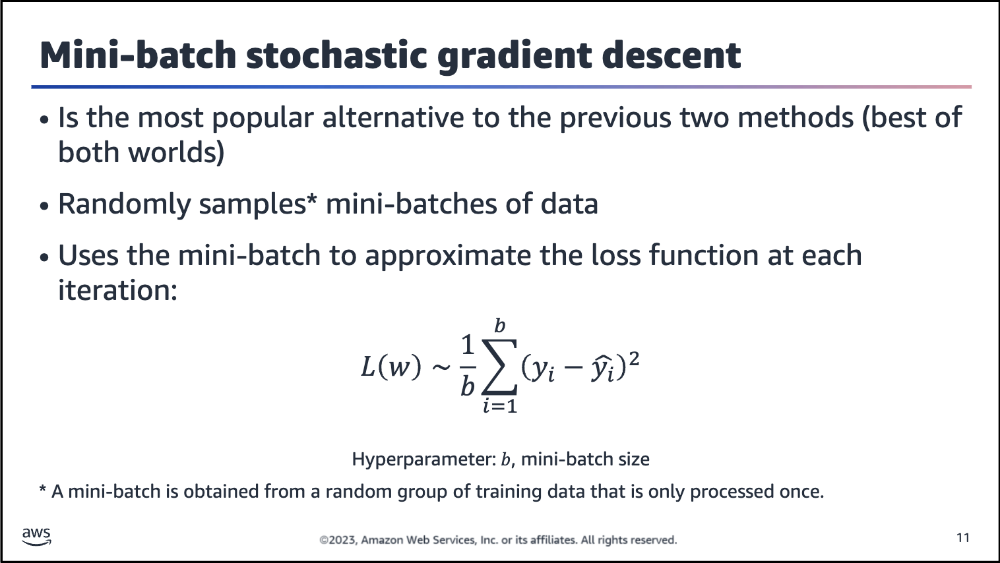 Mini-batch stochastic gradient descent
• Is the most popular alternative to the previous two methods (best of
both worlds)
• Randomly samples* mini-batches of data
• Uses the mini-batch to approximate the loss function at each
iteration:
L(w) ~ \frac{1}{b} \sum_{i=1}^{b} (y_i − \hat{y_i})^2
Hyperparameter: b, mini-batch size
* A mini-batch is obtained from a random group of training data that is only processed once.
aws
©2023, Amazon Web Services, Inc. or its affiliates. All rights reserved.
11